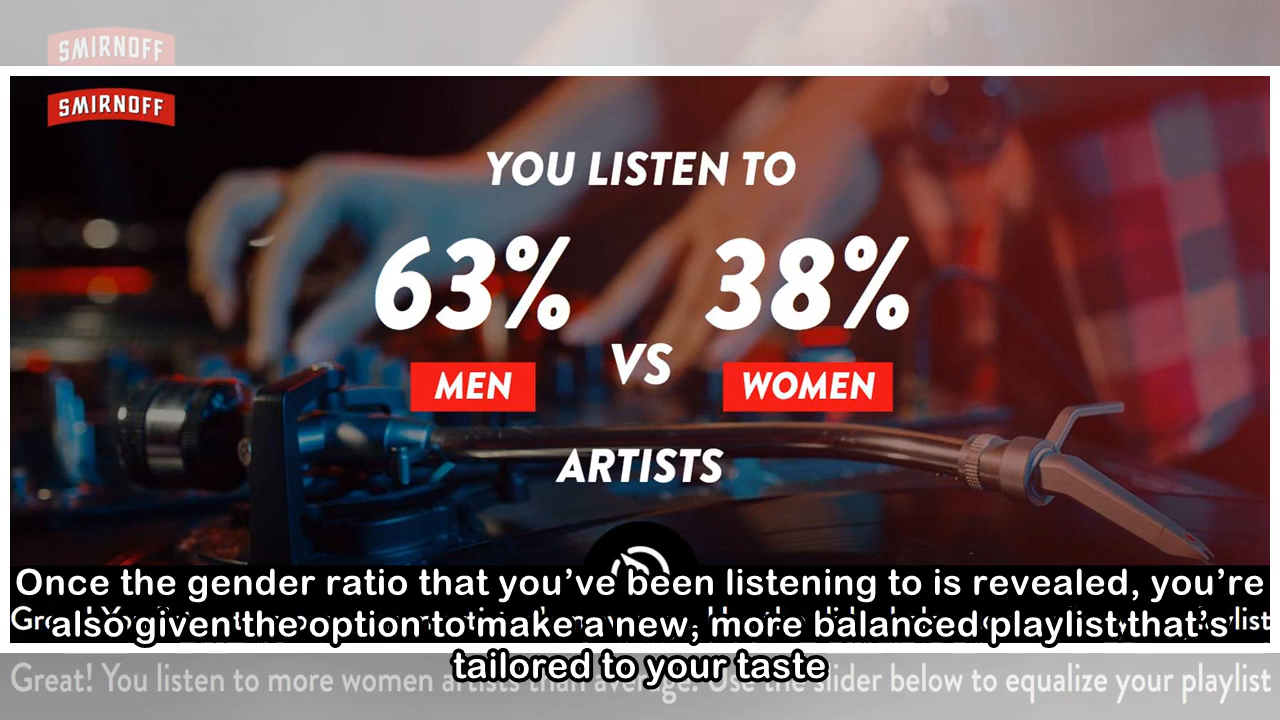 SMIRNOFF
SMIRNOFF
YOU LISTEN TO
63% 38%
VS
MEN WOMEN
ARTISTS
Once the gender ratio that you’ve been listening to is revealed, you’re
also given the option to make a new, more balanced playlist that’s
tailored to your taste
Great! You listen to more women artists than average. Use the slider below to equalize your playlist